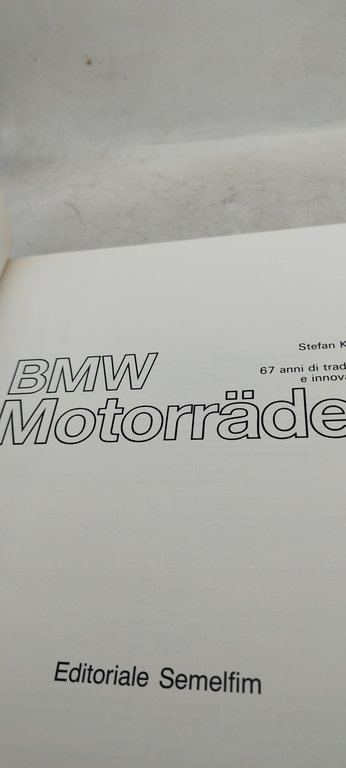 Stefan K
67 anni di trad
e innova
BMW
Motorräde
Editoriale Semelfim